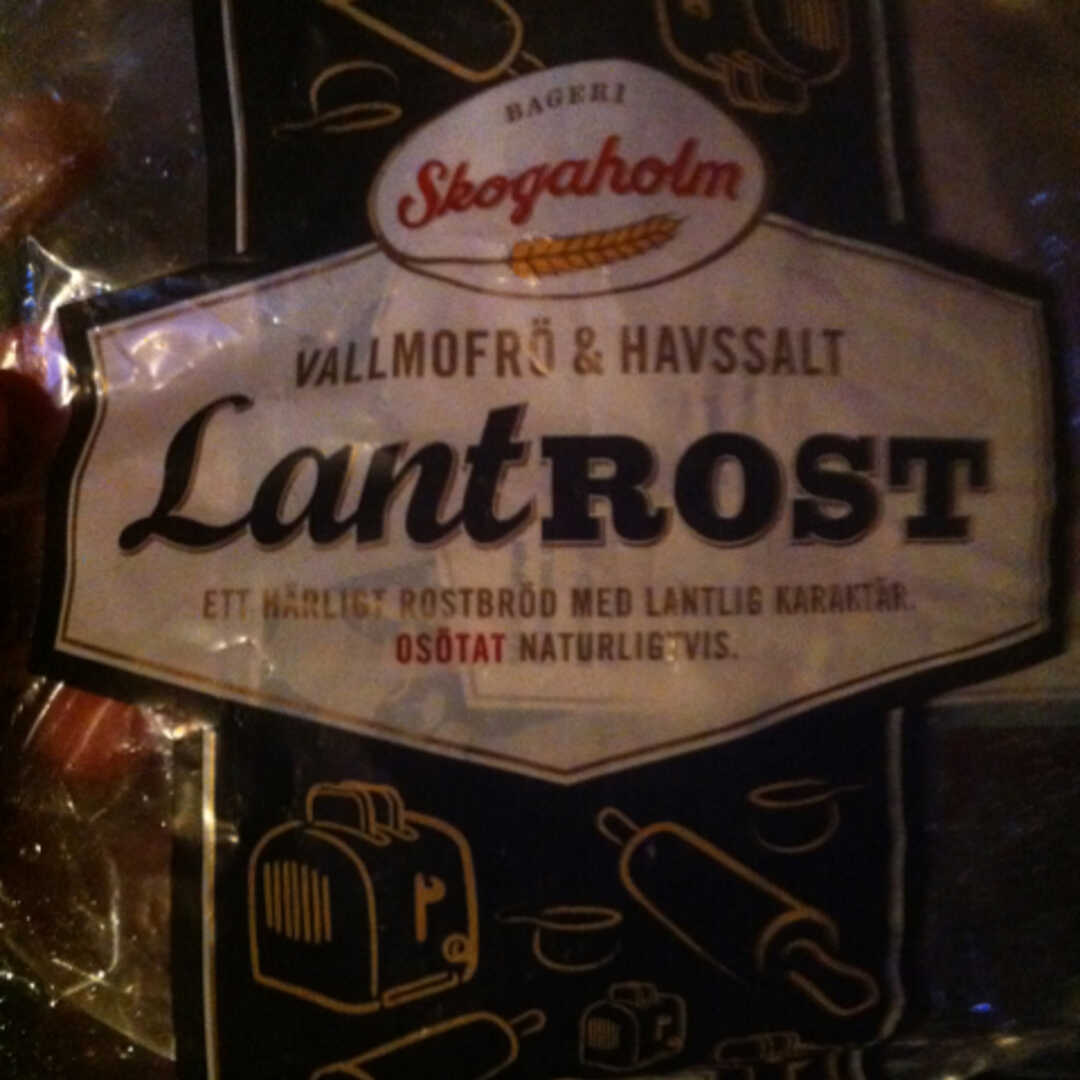 BAGERI
Skogaholm
VALLMOFRÖ & HAVSSALT
LantROST
ETT HÄRLIGT ROSTBRÖD MED LANTLIG KARAKTÄR.
OSÖTAT NATURLIGTVIS.